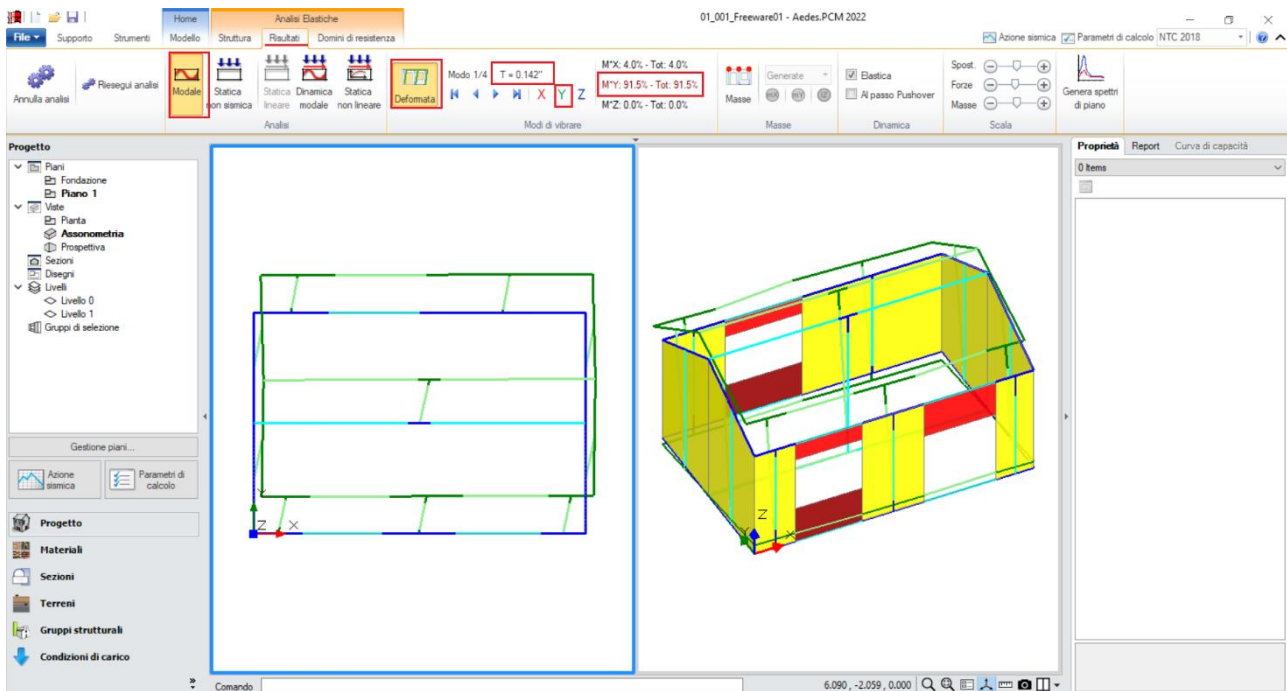 Home
Analisi Elastiche
01_001_Freeware01 - Aedes.PCM 2022
File
Supporto
Strumenti
Modello
Struttura
Risultati
Domini di resistenza
Azione sismica
Parametri di calcolo
NTC 2018
Annulla analisi
Riesegui analisi
Modale
Statica non sismica
Statica lineare
Dinamica modale
Statica non lineare
Analisi
Deformata
Modo 1/4
T = 0.142"
X
Y
Z
M*X: 4.0% - Tot: 4.0%
M*Y: 91.5% - Tot: 91.5%
M*Z: 0.0% - Tot: 0.0%
Modi di vibrare
Masse
Generate
Masse
Elastica
Al passo Pushover
Dinamica
Spost.
Forze
Masse
Scala
Genera spettri di piano
Progetto
Piani
Fondazione
Piano 1
Viste
Pianta
Assonometria
Prospettiva
Sezioni
Disegni
Livelli
Livello 0
Livello 1
Gruppi di selezione
Gestione piani...
Azione sismica
Parametri di calcolo
Progetto
Materiali
Sezioni
Terreni
Gruppi strutturali
Condizioni di carico
Z
X
Z
X
Proprietà
Report
Curva di capacità
0 Items
Comando
6.090 , -2.059 , 0.000